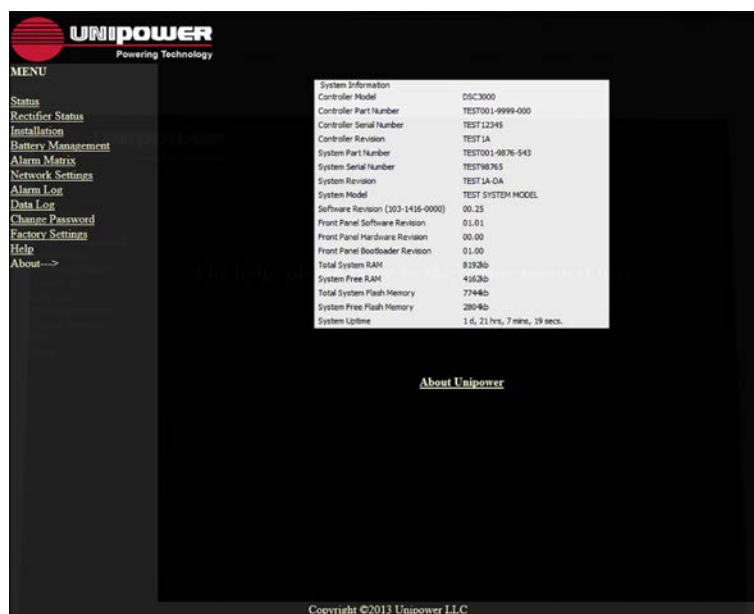 UNIPOWER
Powering Technology
MENU
Status
Rectifier Status
Installation
Battery Management
Alarm Matrix
Network Settings
Alarm Log
Data Log
Change Password
Factory Settings
Help
About--->
System Information
Controller Model DSC3000
Controller Part Number TEST001-9999-000
Controller Serial Number TEST12345
Controller Revision TEST1A
System Part Number TEST001-9876-543
System Serial Number TEST98765
System Revision TEST1A-DA
System Model TEST SYSTEM MODEL
Software Revision (103-1416-0000) 00.25
Front Panel Software Revision 01.01
Front Panel Hardware Revision 00.00
Front Panel Bootloader Revision 01.00
Total System RAM 8192kb
System Free RAM 4162kb
Total System Flash Memory 7744kb
System Free Flash Memory 2804kb
System Uptime 1 d, 21 hrs, 7 mins, 19 secs.
About Unipower
Copyright ©2013 Unipower LLC